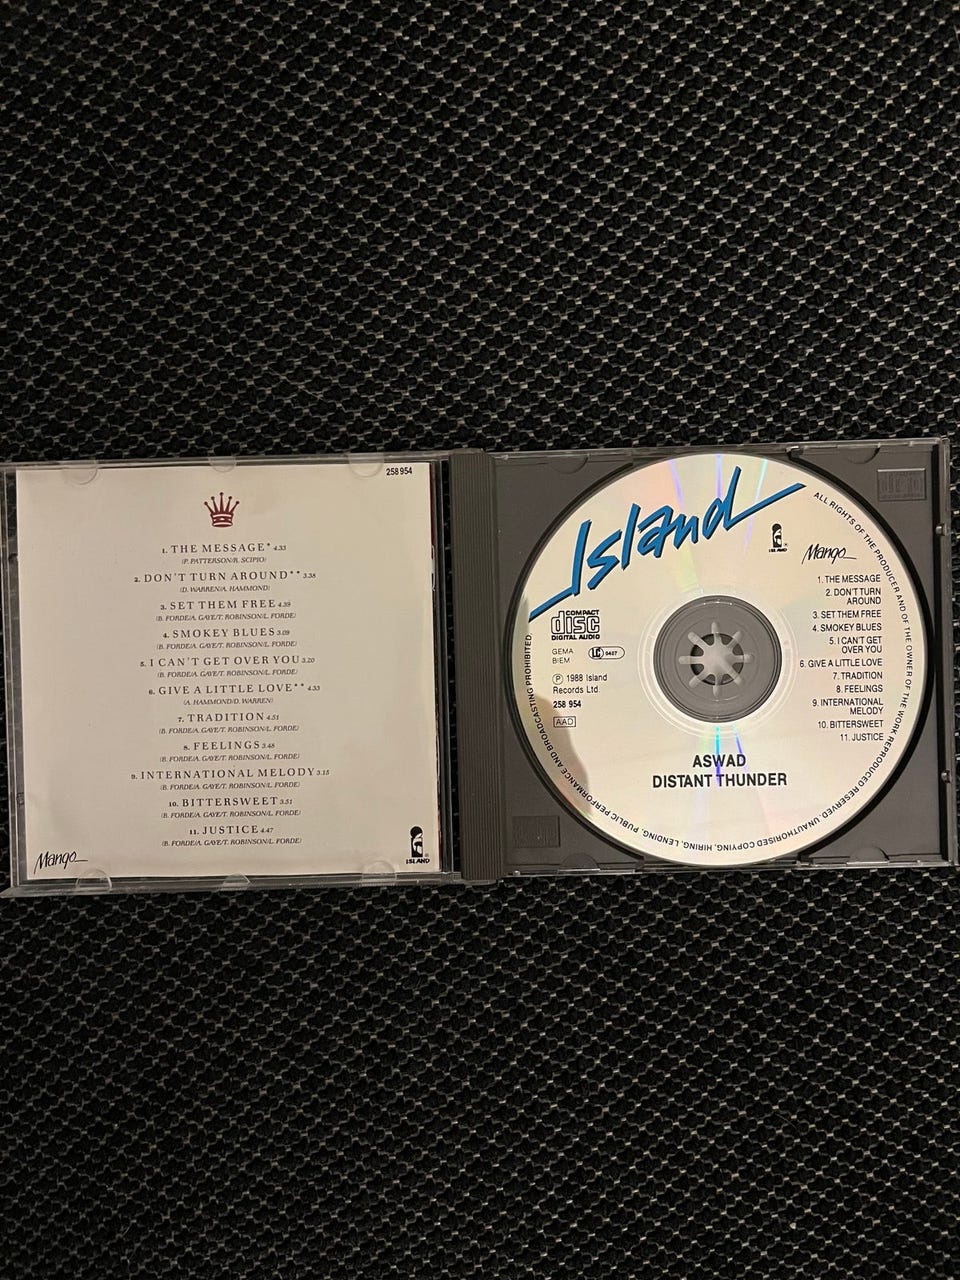 258 954
1. THE MESSAGE* 4.33
(P. PATTERSON/R. SCIPIO)
2. DON'T TURN AROUND** 3.38
(D. WARREN/A. HAMMOND)
3. SET THEM FREE 4.39
(B. FORDE/A. GAYE/T. ROBINSON/L. FORDE)
4. SMOKEY BLUES 3.09
(B. FORDE/A. GAYE/T. ROBINSON/L. FORDE)
5. I CAN'T GET OVER YOU 3.20
(B. FORDE/A. GAYE/T. ROBINSON/L. FORDE)
6. GIVE A LITTLE LOVE** 4.33
(A. HAMMOND/D. WARREN)
7. TRADITION 4.51
(B. FORDE/A. GAYE/T. ROBINSON/L. FORDE)
8. FEELINGS 3.48
(B. FORDE/A. GAYE/T. ROBINSON/L. FORDE)
9. INTERNATIONAL MELODY 3.15
(B. FORDE/A. GAYE/T. ROBINSON/L. FORDE)
10. BITTERSWEET 3.51
(B. FORDE/A. GAYE/T. ROBINSON/L. FORDE)
11. JUSTICE 4.47
(B. FORDE/A. GAYE/T. ROBINSON/L. FORDE)
Mango
ISLAND ®
Island
ISLAND ®
Mango
COMPACT
disc
DIGITAL AUDIO
GEMA
BIEM
LC 9407
℗ 1988 Island
Records Ltd.
258 954
AAD
1. THE MESSAGE
2. DON'T TURN
AROUND
3. SET THEM FREE
4. SMOKEY BLUES
5. I CAN'T GET
OVER YOU
6. GIVE A LITTLE LOVE
7. TRADITION
8. FEELINGS
9. INTERNATIONAL
MELODY
10. BITTERSWEET
11. JUSTICE
ASWAD
DISTANT THUNDER
ALL RIGHTS OF THE PRODUCER AND OF THE OWNER OF THE WORK REPRODUCED RESERVED. UNAUTHORISED COPYING, HIRING, LENDING, PUBLIC PERFORMANCE AND BROADCASTING PROHIBITED.